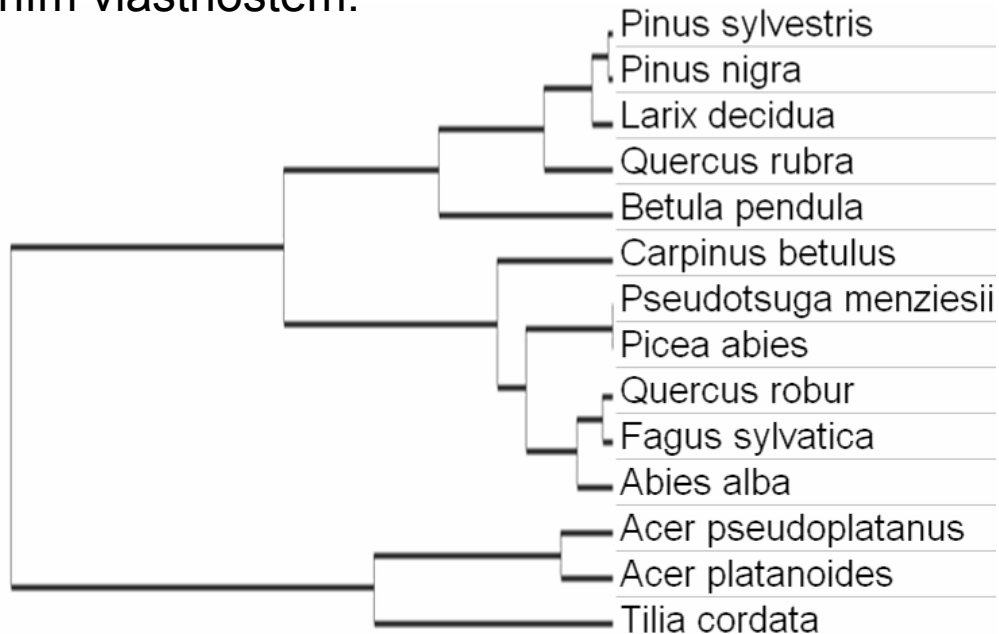 vlastnostem.
Pinus sylvestris
Pinus nigra
Larix decidua
Quercus rubra
Betula pendula
Carpinus betulus
Pseudotsuga menziesii
Picea abies
Quercus robur
Fagus sylvatica
Abies alba
Acer pseudoplatanus
Acer platanoides
Tilia cordata